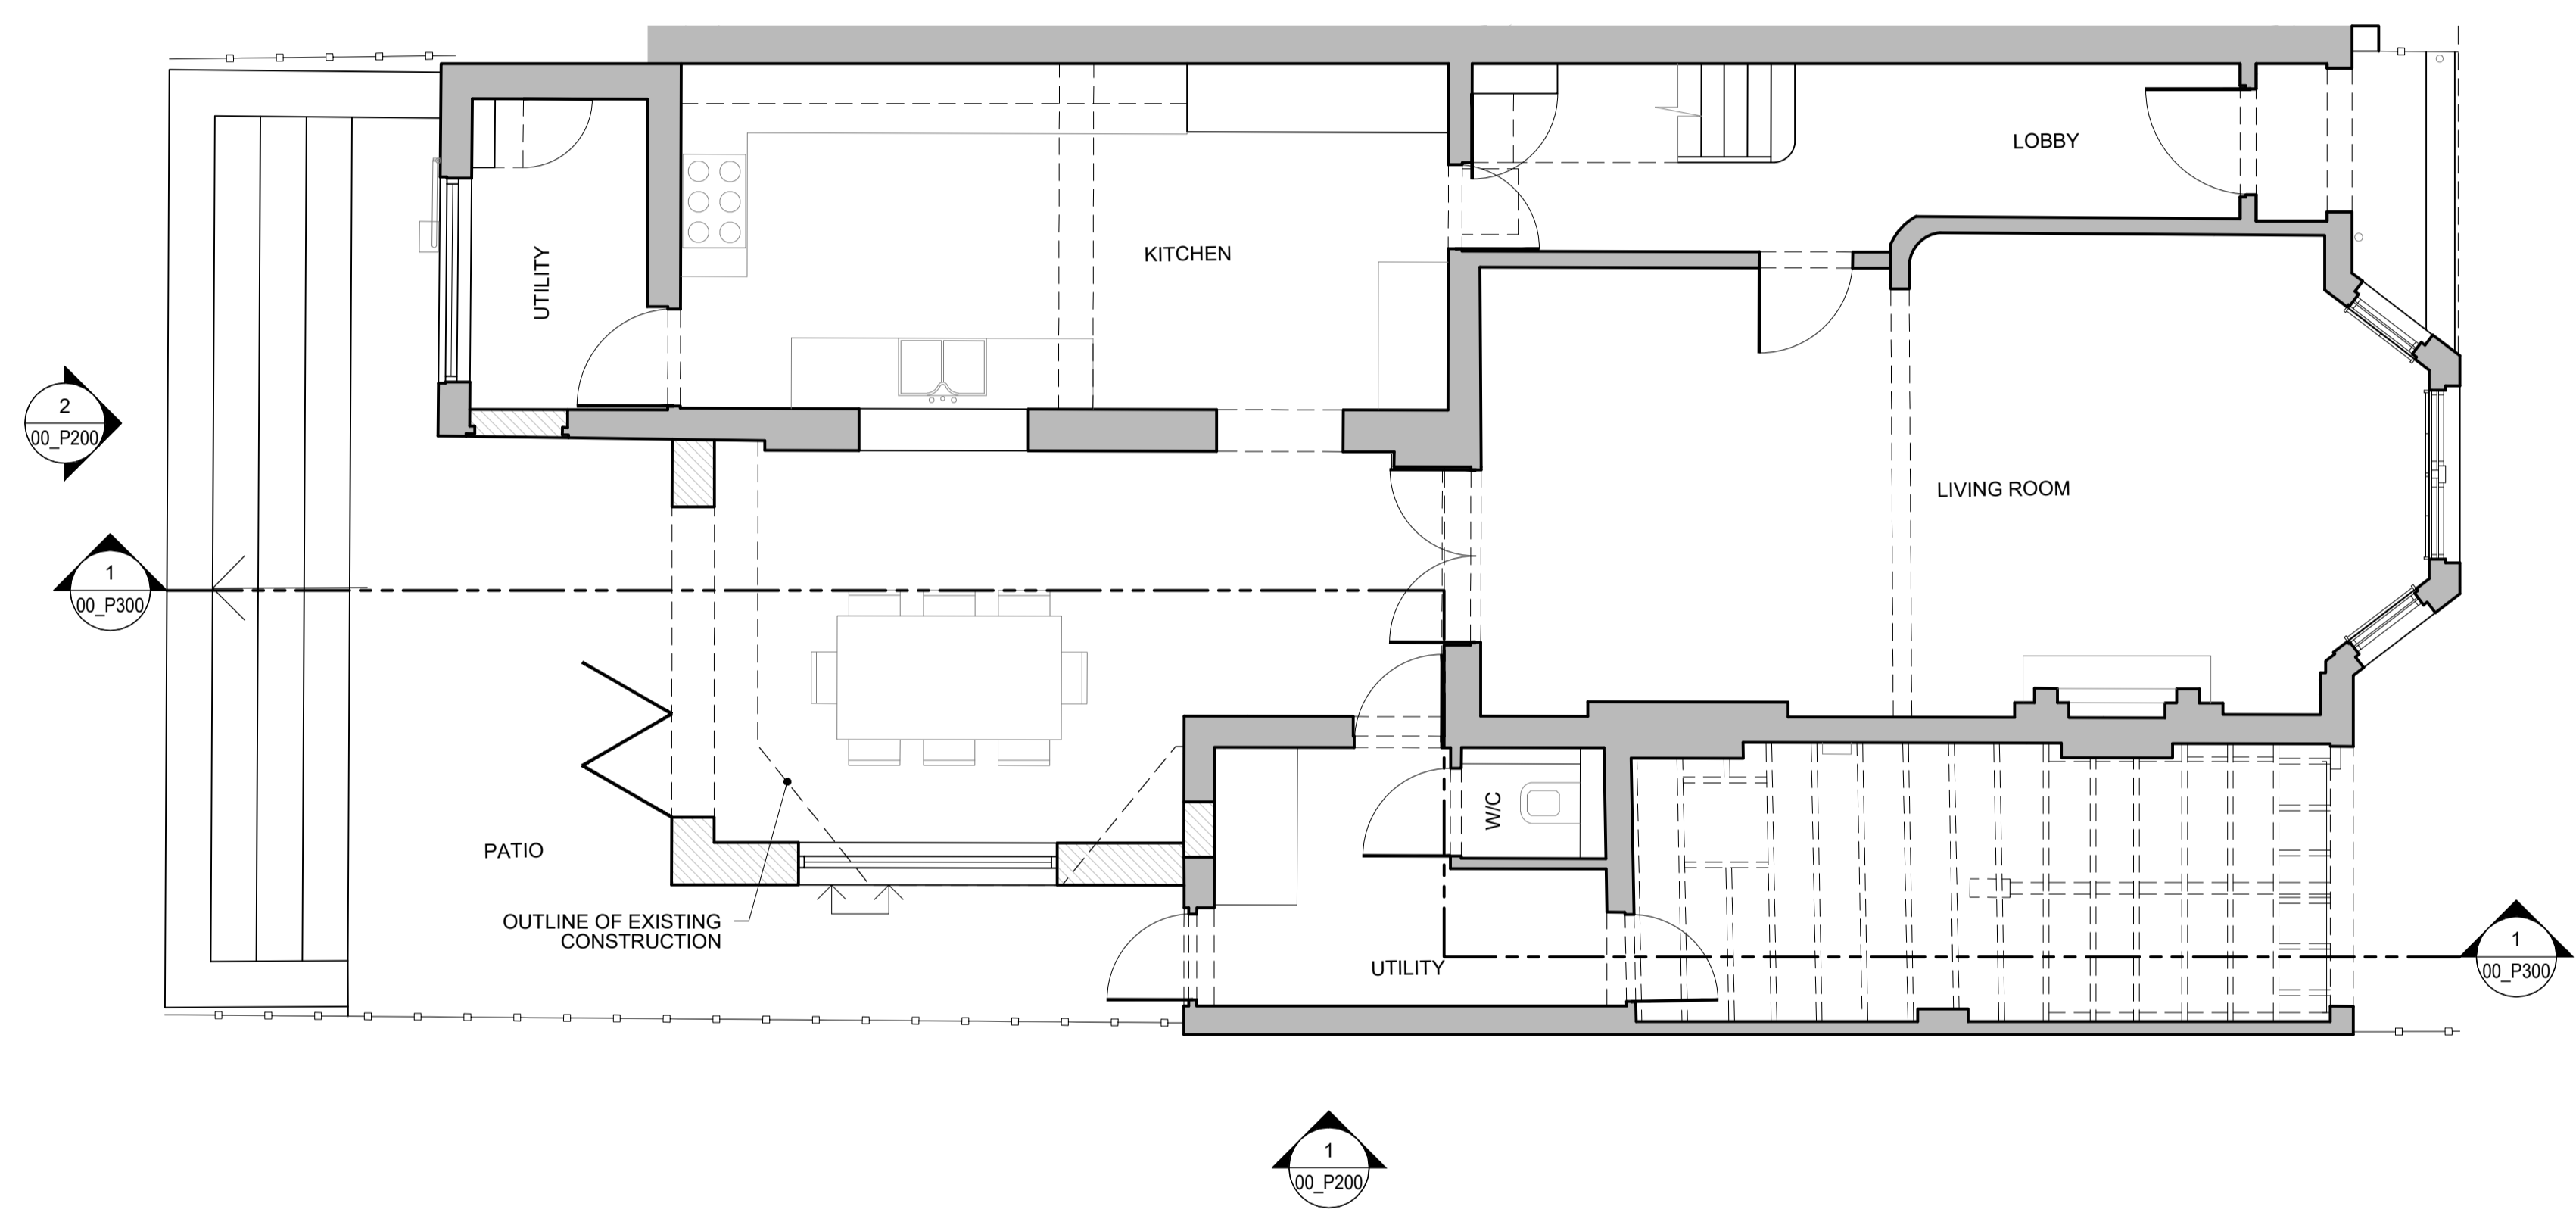 LOBBY
KITCHEN
UTILITY
2
00_P200
LIVING ROOM
1
00_P300
W/C
PATIO
OUTLINE OF EXISTING
CONSTRUCTION
UTILITY
1
00_P300
1
00_P200